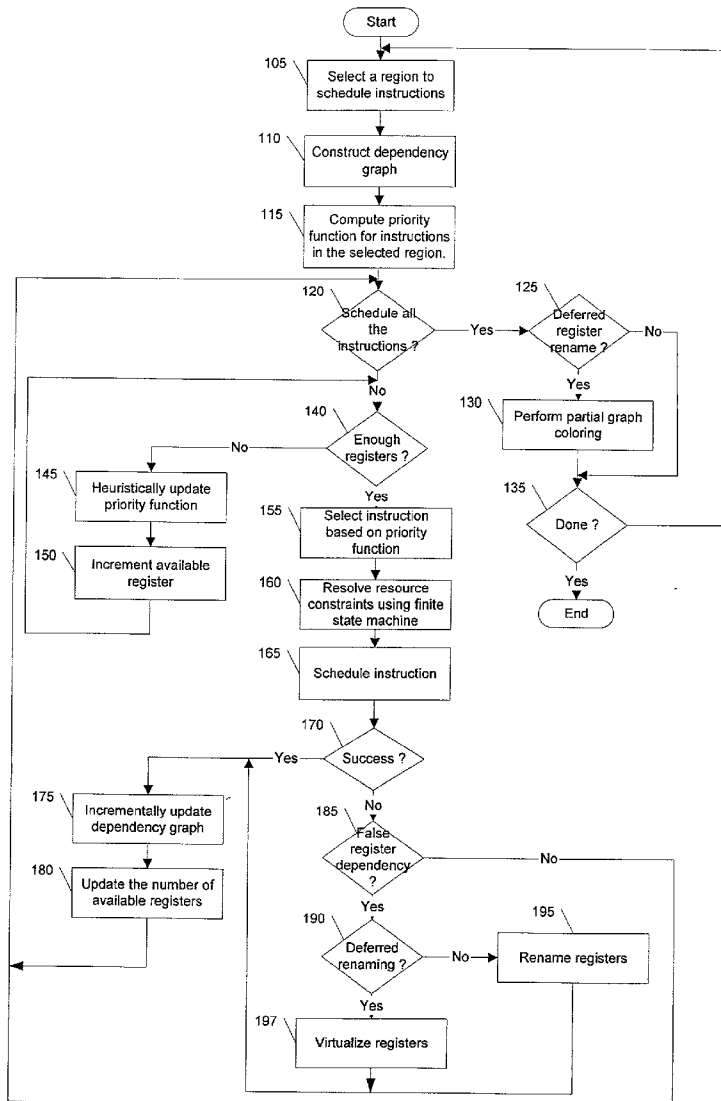 Start
105
Select a region to
schedule instructions
110
Construct dependency
graph
115
Compute priority
function for instructions
in the selected region.
120
Schedule all
the
instructions ?
Yes
125
Deferred
register
rename ?
No
Yes
130
Perform partial graph
coloring
135
Done ?
Yes
End
No
140
Enough
registers ?
No
145
Heuristically update
priority function
150
Increment available
register
Yes
155
Select instruction
based on priority
function
160
Resolve resource
constraints using finite
state machine
165
Schedule instruction
170
Success ?
Yes
175
Incrementally update
dependency graph
180
Update the number of
available registers
No
185
False
register
dependency
?
No
Yes
190
Deferred
renaming ?
No
195
Rename registers
Yes
197
Virtualize registers